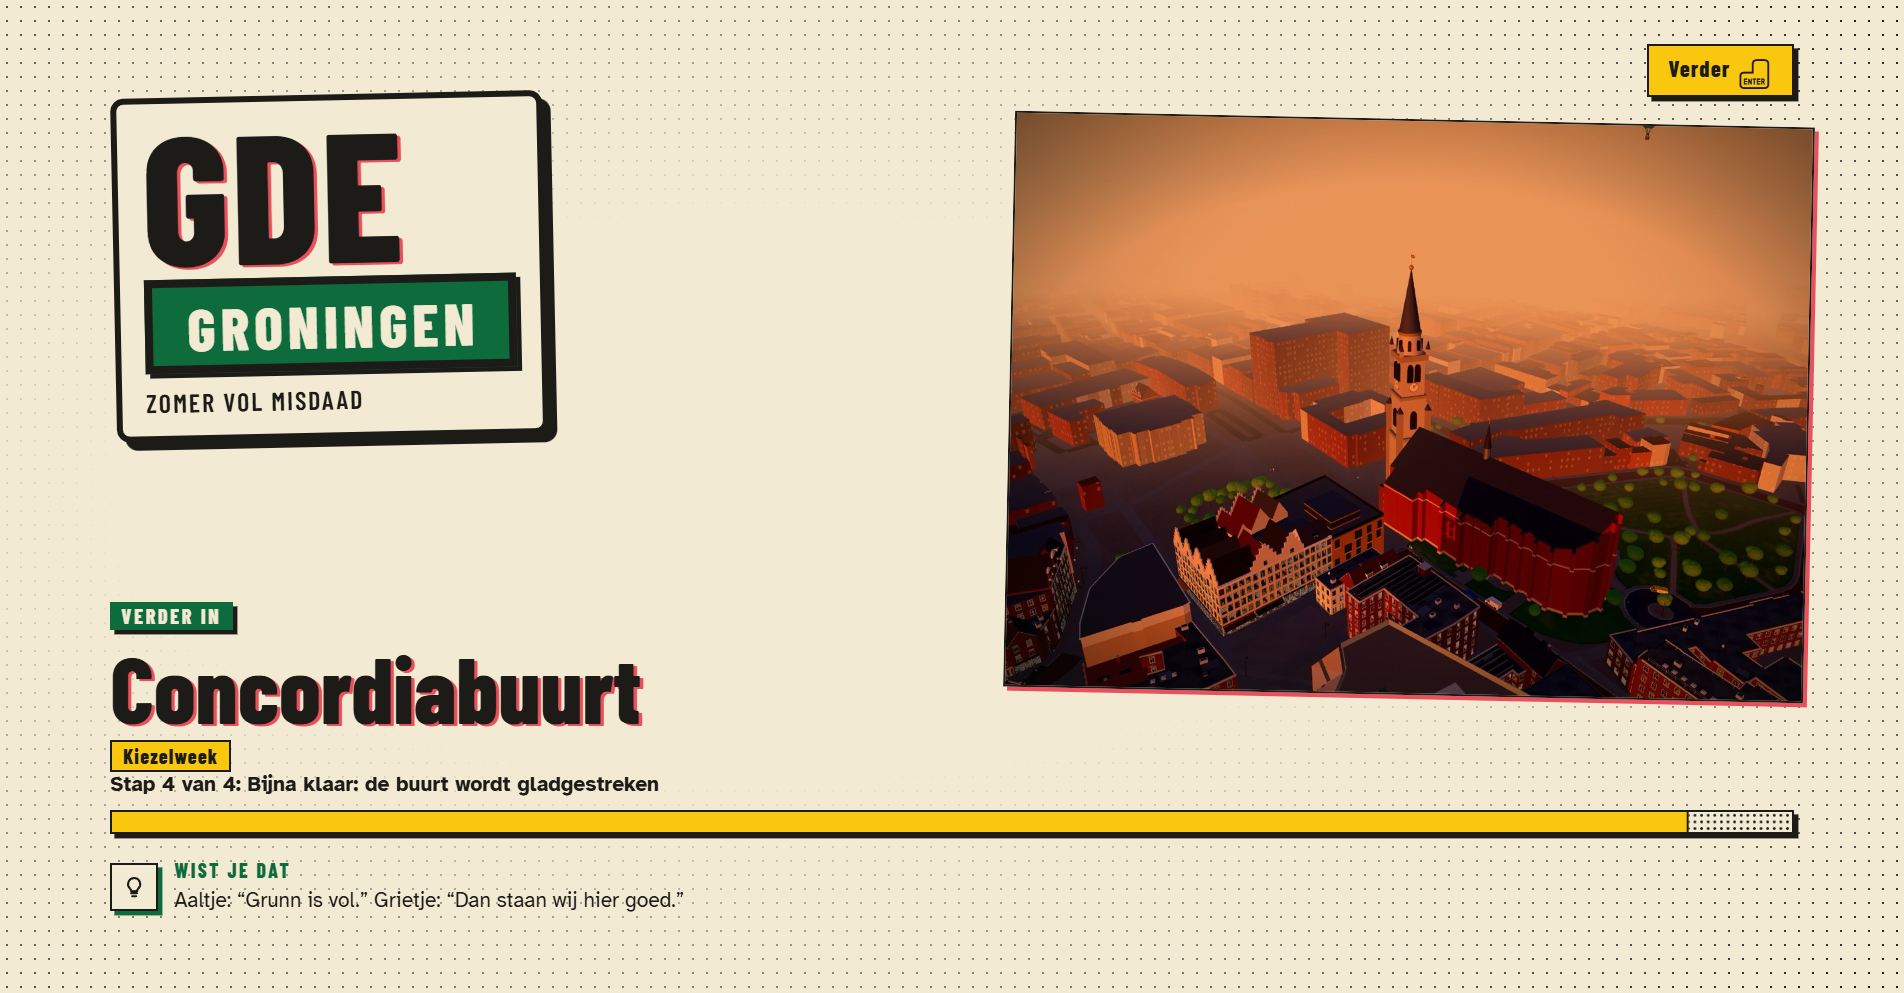 Verder ENTER
GDE
GRONINGEN
ZOMER VOL MISDAAD
VERDER IN
Concordiabuurt
Kiezelweek
Stap 4 van 4: Bijna klaar: de buurt wordt gladgestreken
WIST JE DAT
Aaltje: “Grunn is vol.” Grietje: “Dan staan wij hier goed.”